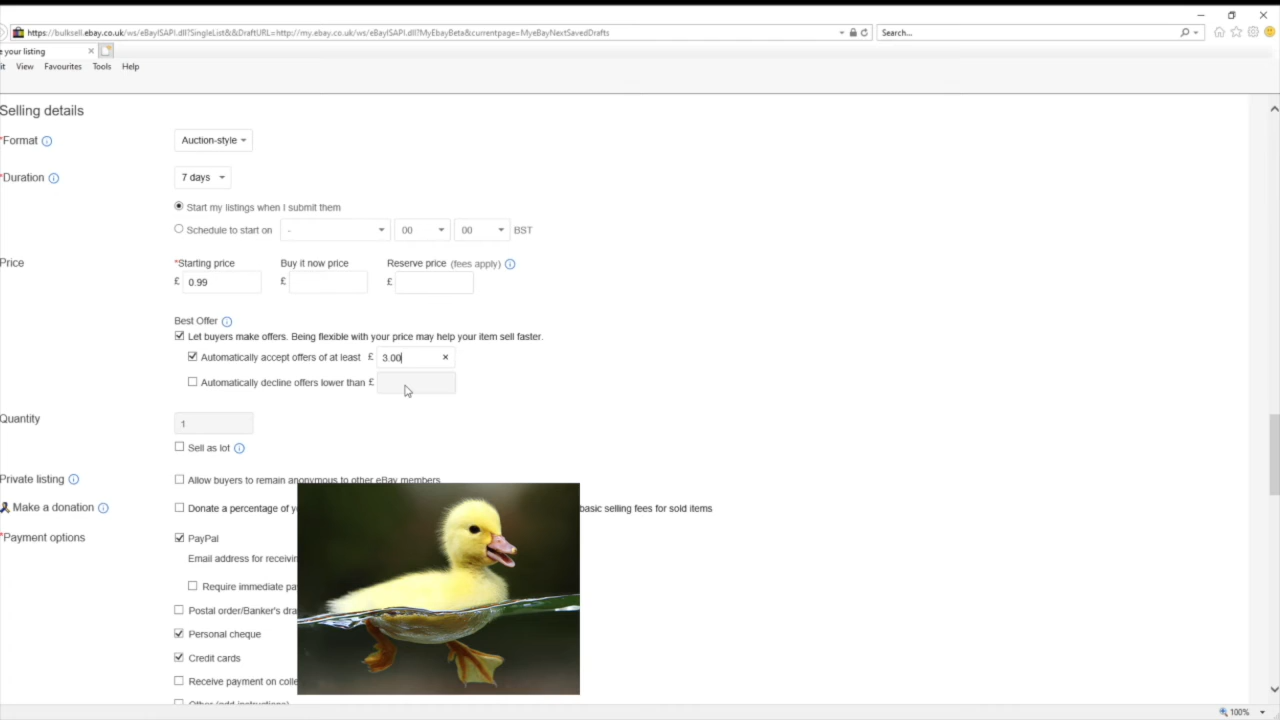 https://bulksell.ebay.co.uk/ws/eBayISAPI.dll?SingleList&&DraftURL=http://my.ebay.co.uk/ws/eBayISAPI.dll?MyEbayBeta&currentpage=MyeBayNextSavedDrafts Search...
e your listing
it View Favourites Tools Help
Selling details
*Format Auction-style
*Duration 7 days
Start my listings when I submit them
Schedule to start on - 00 00 BST
Price *Starting price Buy it now price Reserve price (fees apply)
£ 0.99 £ £
Best Offer
Let buyers make offers. Being flexible with your price may help your item sell faster.
Automatically accept offers of at least £ 3.00 ×
Automatically decline offers lower than £
Quantity 1
Sell as lot
Private listing Allow buyers to remain anonymous to other eBay members
Make a donation Donate a percentage of y basic selling fees for sold items
*Payment options PayPal
Email address for receivin
Require immediate pa
Postal order/Banker's dra
Personal cheque
Credit cards
Receive payment on colle
Other (add instructions)
100%